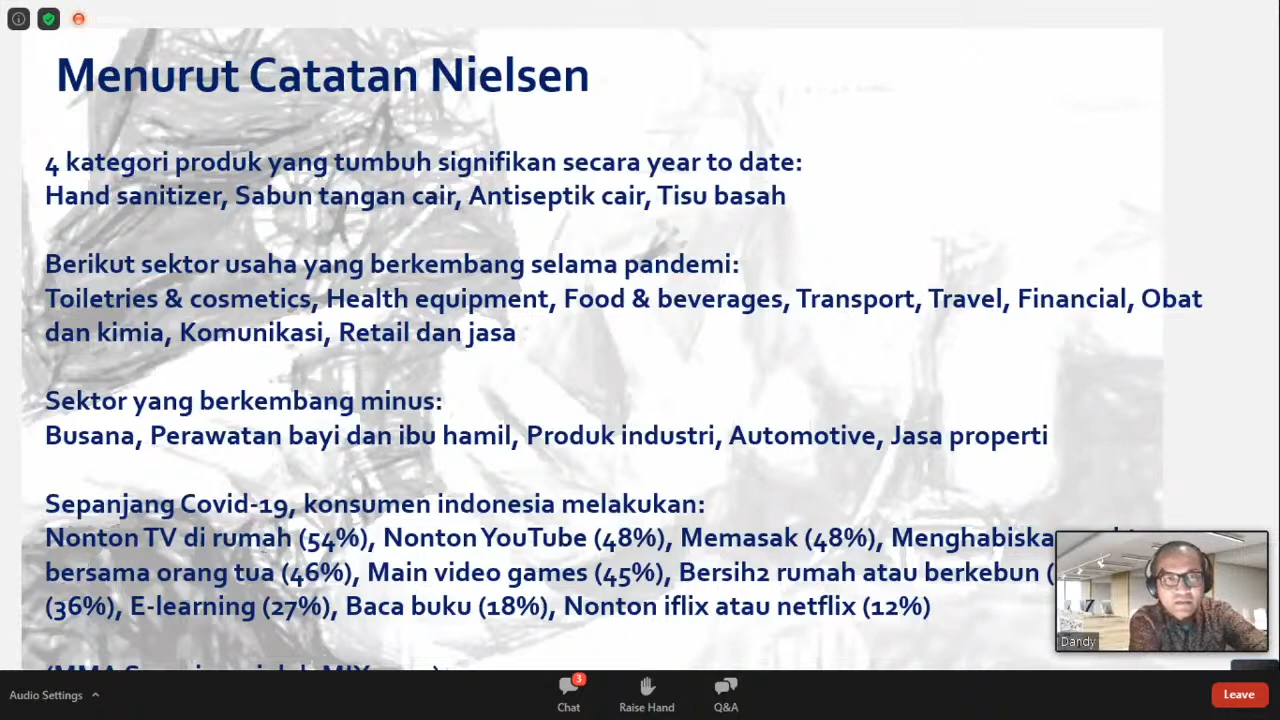 Menurut Catatan Nielsen
4 kategori produk yang tumbuh signifikan secara year to date:
Hand sanitizer, Sabun tangan cair, Antiseptik cair, Tisu basah
Berikut sektor usaha yang berkembang selama pandemi:
Toiletries & cosmetics, Health equipment, Food & beverages, Transport, Travel, Financial, Obat
dan kimia, Komunikasi, Retail dan jasa
Sektor yang berkembang minus:
Busana, Perawatan bayi dan ibu hamil, Produk industri, Automotive, Jasa properti
Sepanjang Covid-19, konsumen indonesia melakukan:
Nonton TV di rumah (54%), Nonton YouTube (48%), Memasak (48%), Menghabiska
bersama orang tua (46%), Main video games (45%), Bersih2 rumah atau berkebun (
(36%), E-learning (27%), Baca buku (18%), Nonton iflix atau netflix (12%)
Dandy
Audio Settings
3
Chat
Raise Hand
Q&A
Leave